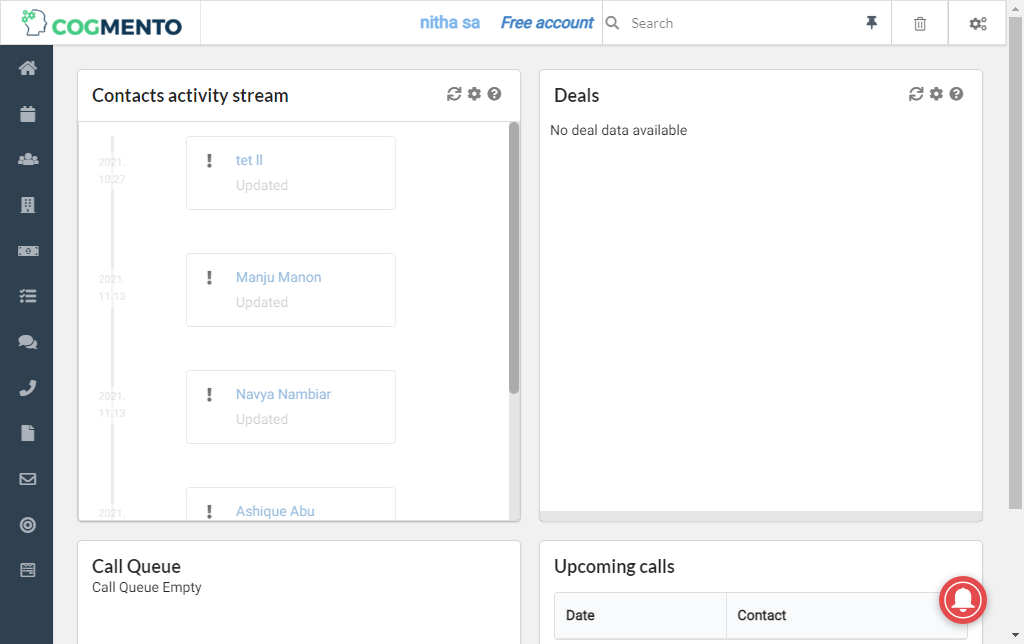 COGMENTO
nitha sa Free account Search
Contacts activity stream
2021.
10.27
tet ll
Updated
2021.
11.13
Manju Manon
Updated
2021.
11.13
Navya Nambiar
Updated
2021.
Ashique Abu
Deals
No deal data available
Call Queue
Call Queue Empty
Upcoming calls
Date Contact